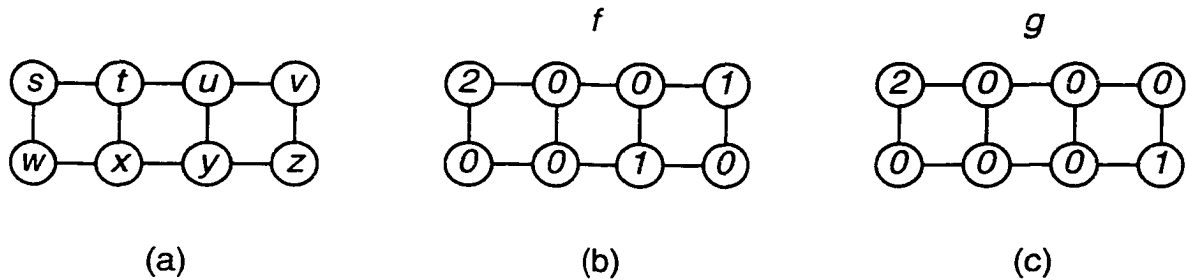 f g
s t u v 2 0 0 1 2 0 0 0
w x y z 0 0 1 0 0 0 0 1
(a) (b) (c)